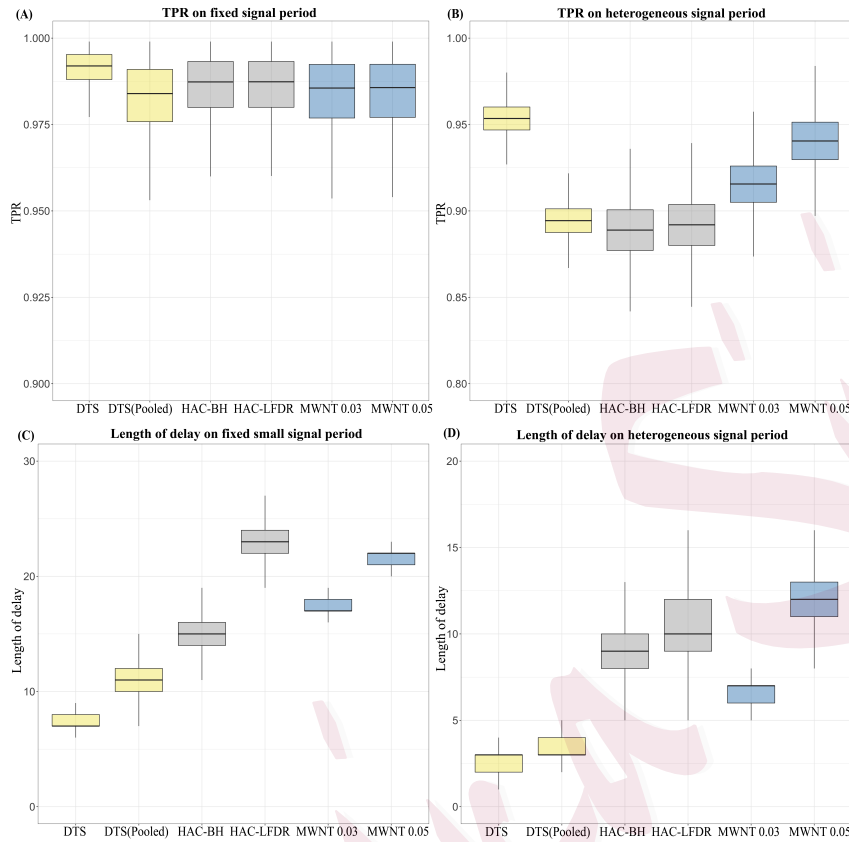 (A) TPR on fixed signal period
1.000
0.975
0.950
0.925
0.900
TPR
DTS DTS(Pooled) HAC-BH HAC-LFDR MWNT 0.03 MWNT 0.05
(B) TPR on heterogeneous signal period
1.00
0.95
0.90
0.85
0.80
TPR
DTS DTS(Pooled) HAC-BH HAC-LFDR MWNT 0.03 MWNT 0.05
(C) Length of delay on fixed small signal period
30
20
10
0
Length of delay
DTS DTS(Pooled) HAC-BH HAC-LFDR MWNT 0.03 MWNT 0.05
(D) Length of delay on heterogeneous signal period
20
15
10
5
0
Length of delay
DTS DTS(Pooled) HAC-BH HAC-LFDR MWNT 0.03 MWNT 0.05